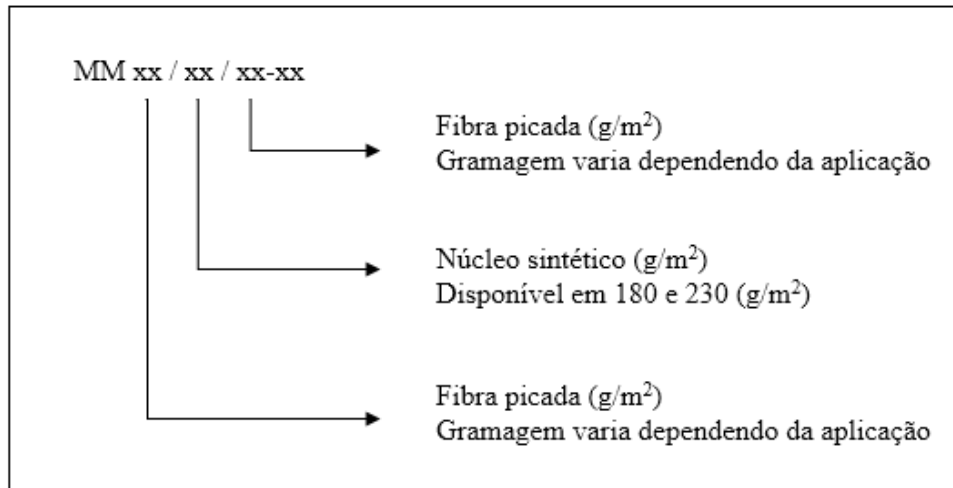 MM xx / xx / xx-xx
Fibra picada (g/m²)
Gramagem varia dependendo da aplicação
Núcleo sintético (g/m²)
Disponível em 180 e 230 (g/m²)
Fibra picada (g/m²)
Gramagem varia dependendo da aplicação